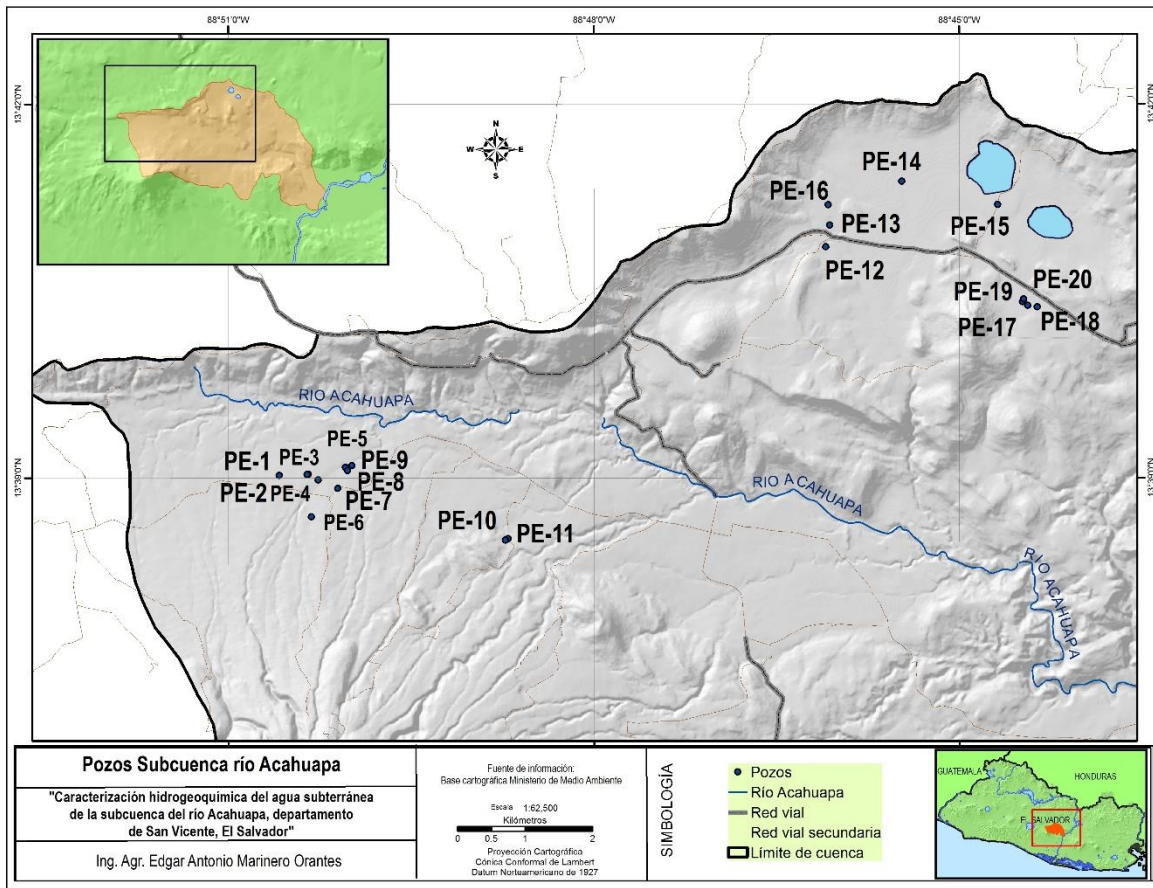 88°51'0"W
88°48'0"W
88°45'0"W
13°42'0"N
13°42'0"N
N
W E
S
PE-14
PE-16
PE-13
PE-15
PE-12
PE-20
PE-19
PE-17
PE-18
RIO ACAHUAPA
PE-5
PE-1
PE-3
PE-9
PE-2
PE-4
PE-8
PE-7
PE-6
13°39'0"N
13°39'0"N
RIO ACAHUAPA
PE-10
PE-11
RIO ACAHUAPA
Pozos Subcuenca río Acahuapa
"Caracterización hidrogeoquímica del agua subterránea
de la subcuenca del río Acahuapa, departamento
de San Vicente, El Salvador"
Ing. Agr. Edgar Antonio Marinero Orantes
Fuente de información:
Base cartográfica Ministerio de Medio Ambiente
Escala 1:62,500
Kilómetros
0 0.5 1 2
Proyección Cartográfica
Cónica Conformal de Lambert
Datum Norteamericano de 1927
SIMBOLOGÍA
Pozos
Río Acahuapa
Red vial
Red vial secundaria
Límite de cuenca
GUATEMALA
HONDURAS
EL SALVADOR